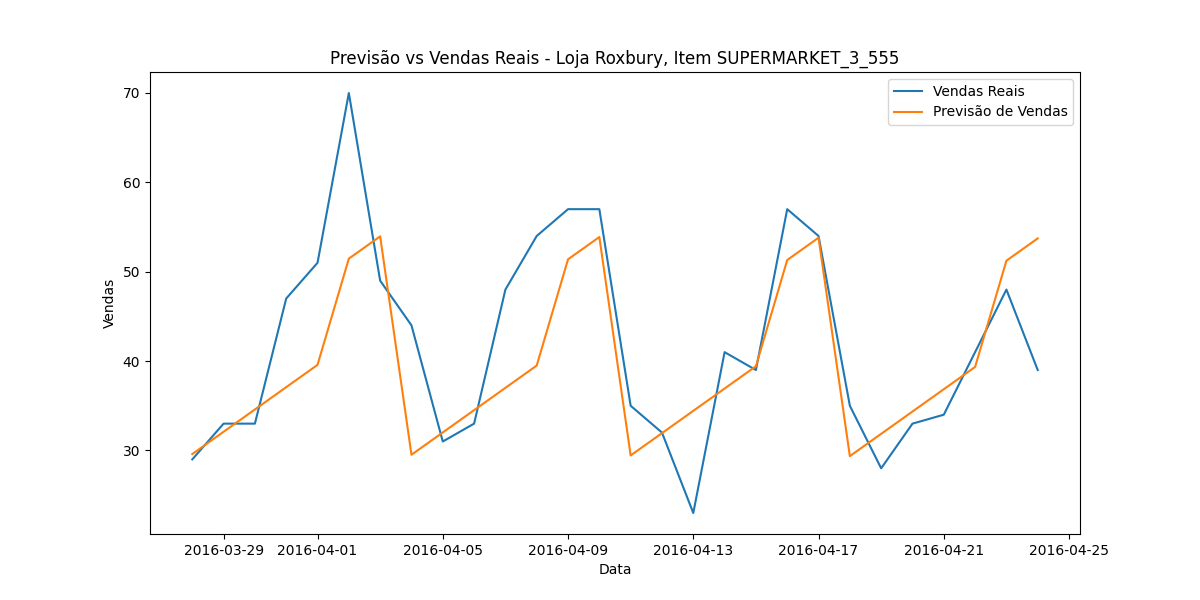 Previsão vs Vendas Reais - Loja Roxbury, Item SUPERMARKET_3_555
Vendas Reais
Previsão de Vendas
70
60
50
40
30
Vendas
2016-03-29 2016-04-01 2016-04-05 2016-04-09 2016-04-13 2016-04-17 2016-04-21 2016-04-25
Data